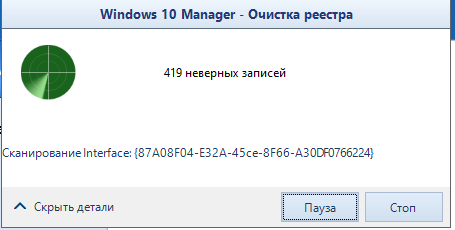 Windows 10 Manager - Очистка реестра
419 неверных записей
Сканирование Interface: {87A08F04-E32A-45ce-8F66-A30DF0766224}
Скрыть детали
Пауза
Стоп